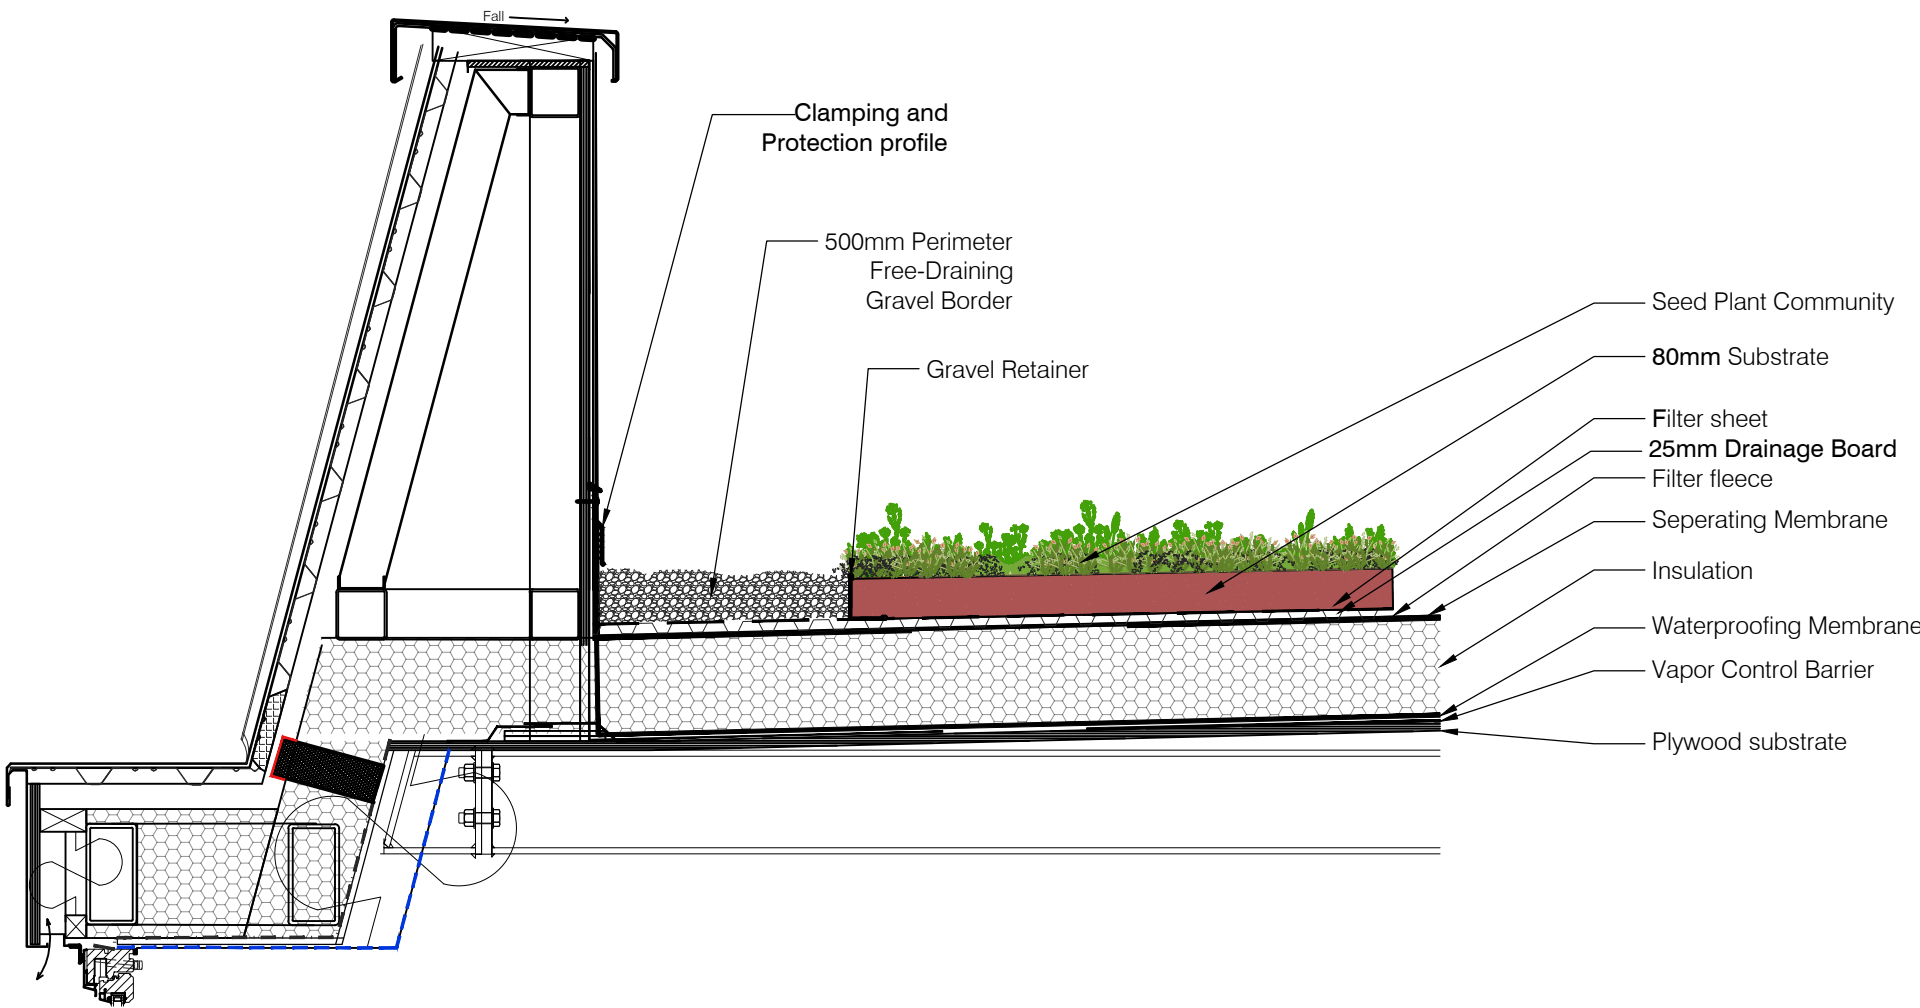 Fall
Clamping and
Protection profile
500mm Perimeter
Free-Draining
Gravel Border
Gravel Retainer
Seed Plant Community
80mm Substrate
Filter sheet
25mm Drainage Board
Filter fleece
Seperating Membrane
Insulation
Waterproofing Membrane
Vapor Control Barrier
Plywood substrate